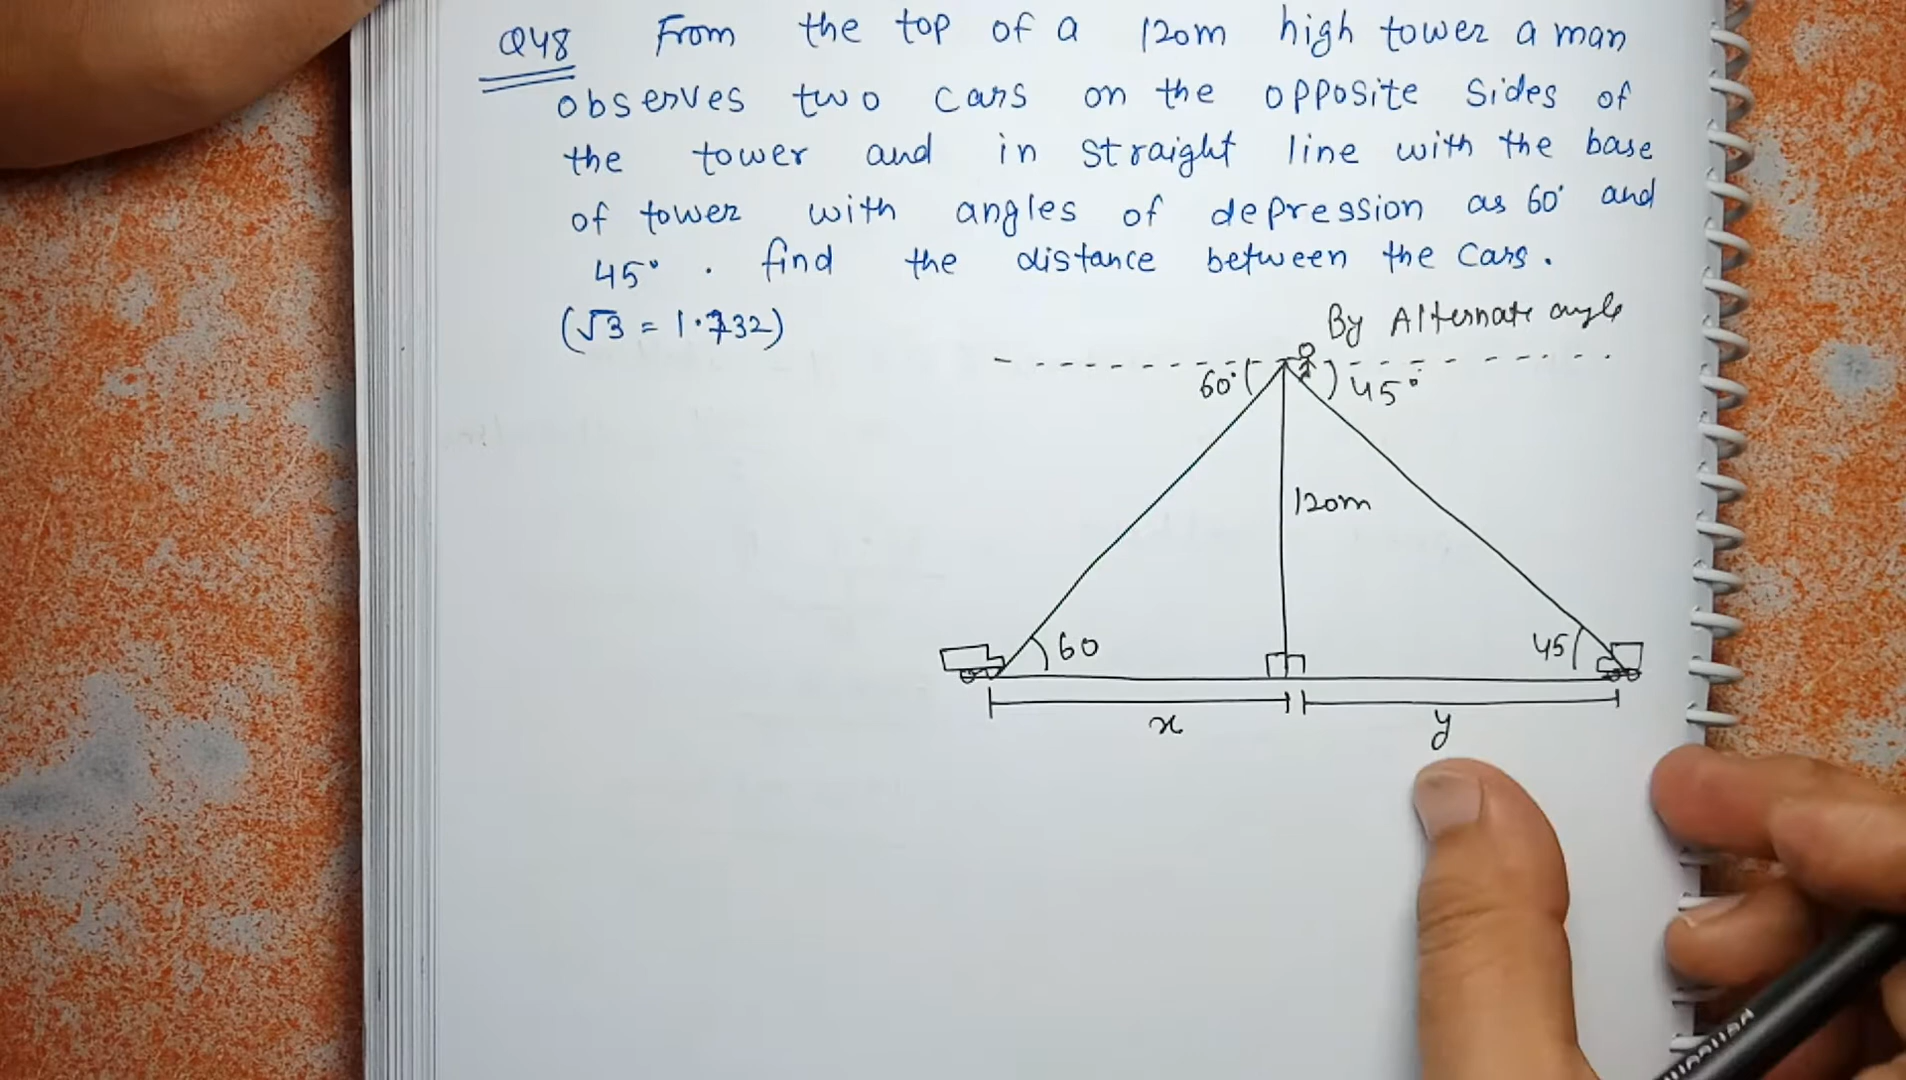 Q48 From the top of a 120m high tower a man
observes two cars on the opposite sides of
the tower and in straight line with the base
of tower with angles of depression as 60° and
45° . find the distance between the cars.
(√3 = 1.732)
By Alternate angle
60° 45°
120m
60 45
x y